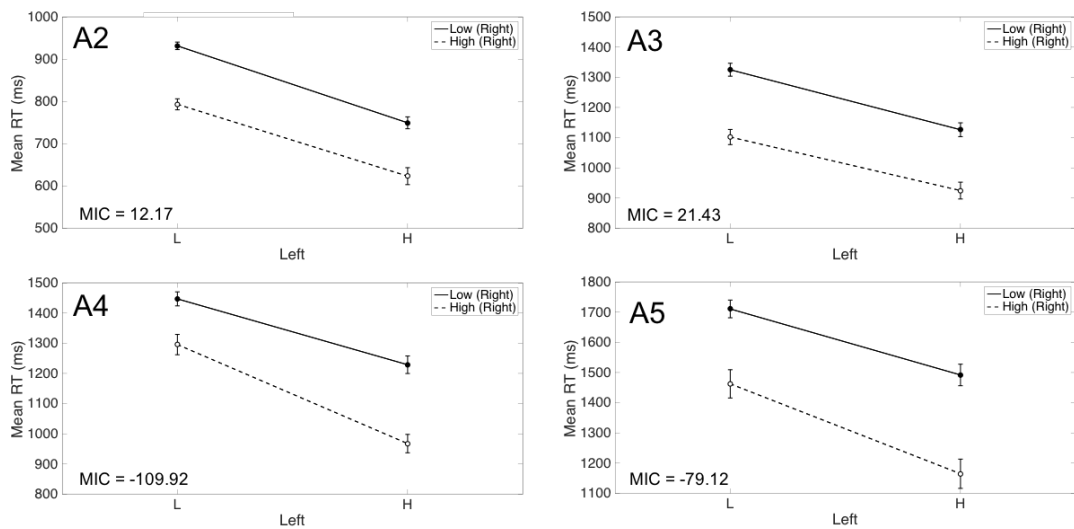 A2
Low (Right)
High (Right)
1000
900
800
700
600
500
Mean RT (ms)
MIC = 12.17
L
H
Left
A3
Low (Right)
High (Right)
1500
1400
1300
1200
1100
1000
900
800
Mean RT (ms)
MIC = 21.43
L
H
Left
A4
Low (Right)
High (Right)
1500
1400
1300
1200
1100
1000
900
800
Mean RT (ms)
MIC = -109.92
L
H
Left
A5
Low (Right)
High (Right)
1800
1700
1600
1500
1400
1300
1200
1100
Mean RT (ms)
MIC = -79.12
L
H
Left